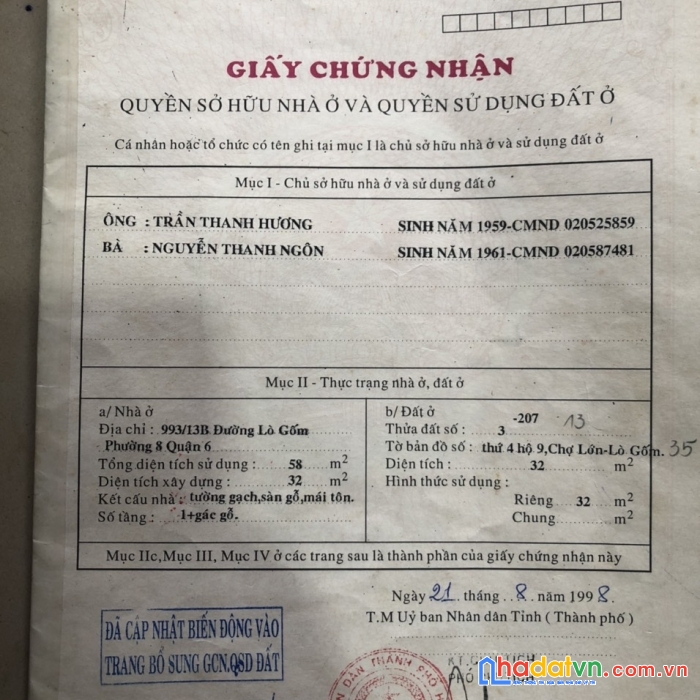 GIẤY CHỨNG NHẬN
QUYỀN SỞ HỮU NHÀ Ở VÀ QUYỀN SỬ DỤNG ĐẤT Ở
Cá nhân hoặc tổ chức có tên ghi tại mục I là chủ sở hữu nhà ở và sử dụng đất ở
Mục I - Chủ sở hữu nhà ở và sử dụng đất ở
ÔNG : TRẦN THANH HƯƠNG SINH NĂM 1959-CMND 020525859
BÀ : NGUYỄN THANH NGÔN SINH NĂM 1961-CMND 020587481
Mục II - Thực trạng nhà ở, đất ở
a/ Nhà ở
Địa chỉ : 993/13B Đường Lò Gốm
Phường 8 Quận 6
Tổng diện tích sử dụng : 58 m2
Diện tích xây dựng : 32 m2
Kết cấu nhà : tường gạch,sàn gỗ,mái tôn.
Số tầng : 1+gác gỗ.
b/ Đất ở -207 13
Thửa đất số : 3
Tờ bản đồ số : thứ 4 hộ 9,Chợ Lớn-Lò Gốm. 35
Diện tích : 32 m2
Hình thức sử dụng :
Riêng 32 m2
Chung m2
Mục IIc,Mục III, Mục IV ở các trang sau là thành phần của giấy chứng nhận này
Ngày 21 tháng 8 năm 1998.
T.M Uỷ ban Nhân dân Tỉnh ( Thành phố )
ĐÃ CẬP NHẬT BIẾN ĐỘNG VÀO
TRANG BỔ SUNG GCN.QSD ĐẤT
nhadatvn.com.vn